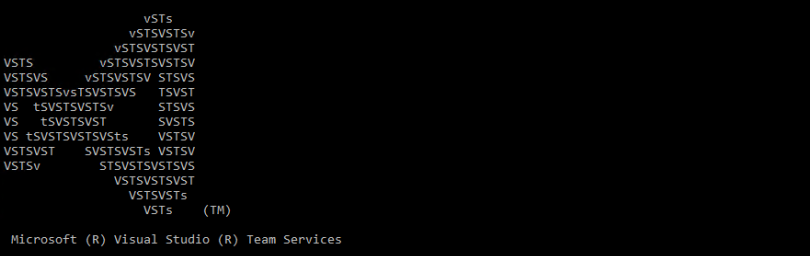 vSTs
                 vSTSVSTSv
               vSTSVSTSVST
VSTS         vSTSVSTSVSTSV
VSTSVS     vSTSVSTSV STSVS
VSTSVSTSvsTSVSTSVS   TSVST
VS  tSVSTSVSTSv      STSVS
VS   tSVSTSVST       SVSTS
VS tSVSTSVSTSVSts    VSTSV
VSTSVST    SVSTSVSTs VSTSV
VSTSv        STSVSTSVSTSVS
               VSTSVSTSVST
                 VSTSVSTs
                   VSTs    (TM)
 Microsoft (R) Visual Studio (R) Team Services